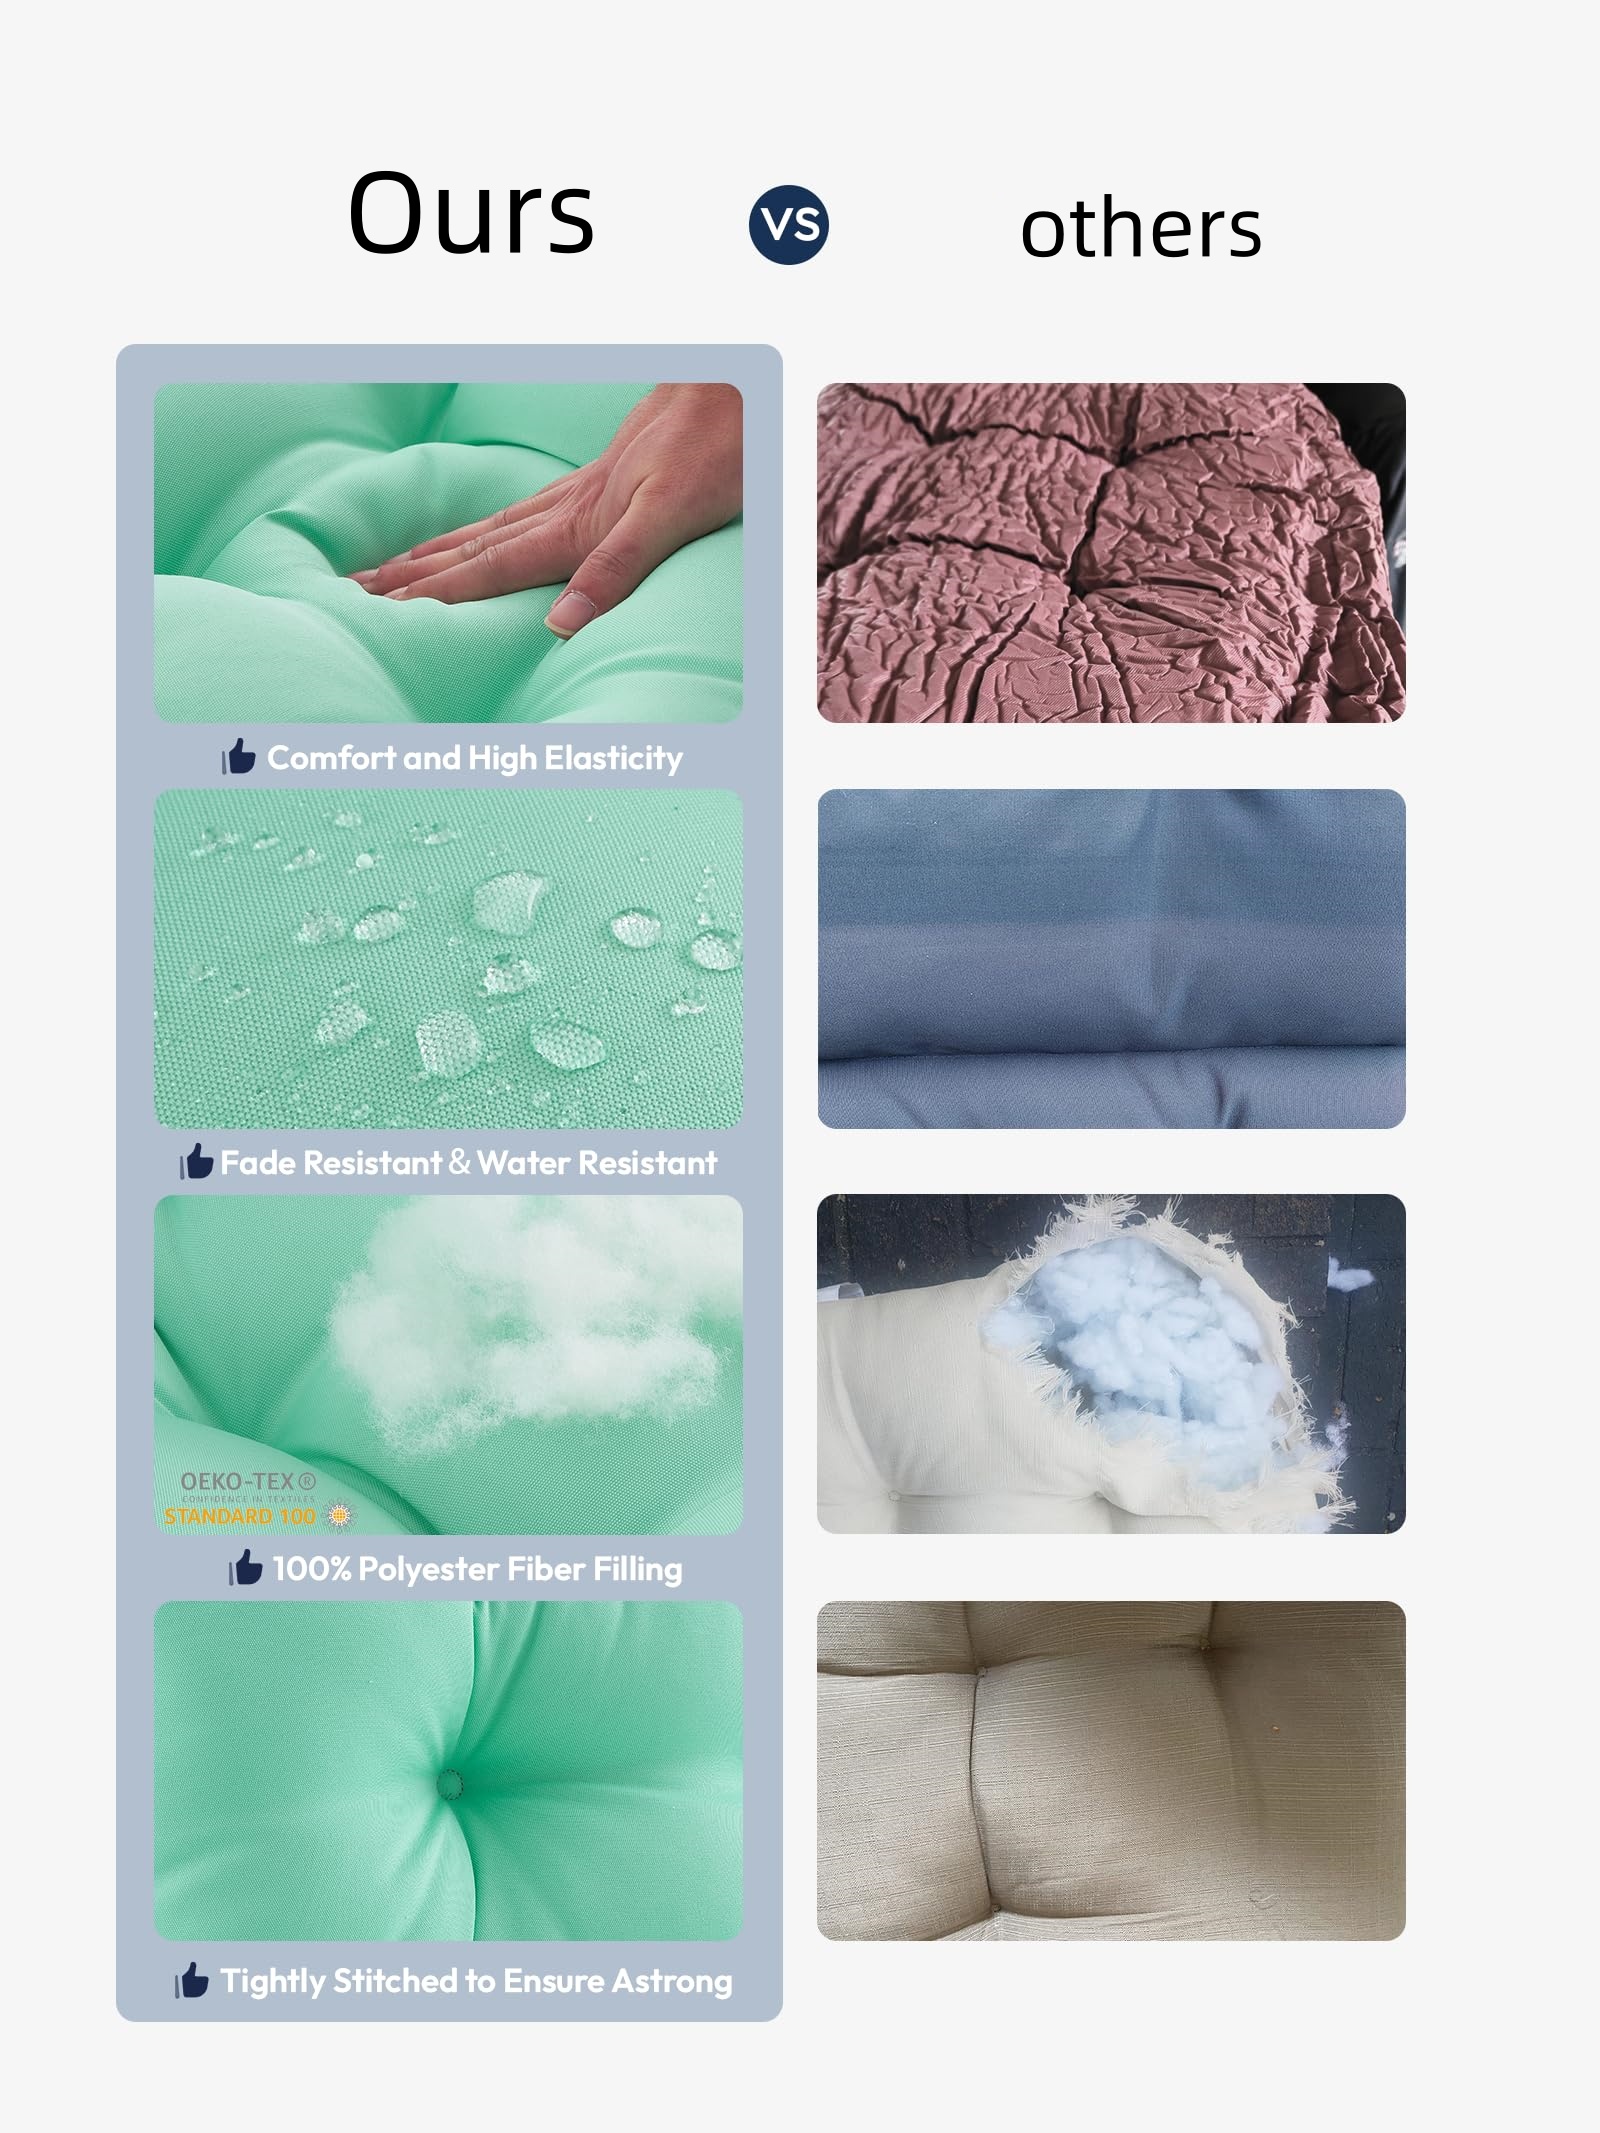 Ours
VS
others
Comfort and High Elasticity
Fade Resistant & Water Resistant
OEKO-TEX®
CONFIDENCE IN TEXTILES
STANDARD 100
100% Polyester Fiber Filling
Tightly Stitched to Ensure Astrong